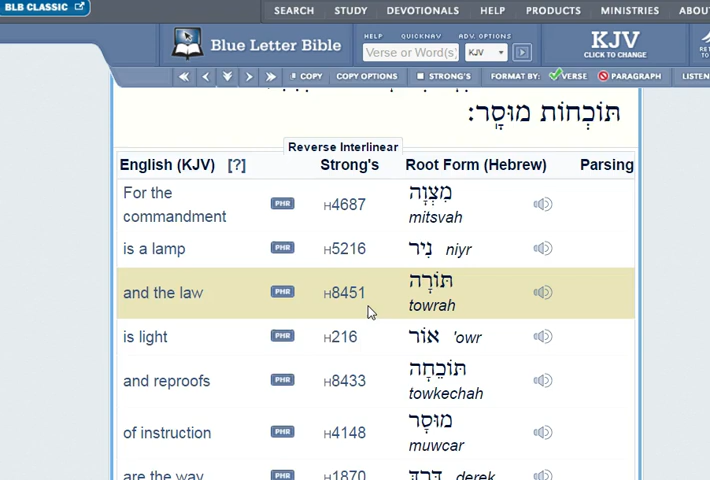 BLB CLASSIC
SEARCH STUDY DEVOTIONALS HELP PRODUCTS MINISTRIES ABOU
Blue Letter Bible
HELP QUICKNAV ADV. OPTIONS
Verse or Word(s) KJV
KJV
CLICK TO CHANGE
RET
TO
COPY COPY OPTIONS STRONG'S FORMAT BY: VERSE PARAGRAPH LISTEN
תּוֹכְחוֹת מוּסָֽר׃
Reverse Interlinear
English (KJV) [?] Strong's Root Form (Hebrew) Parsing
For the commandment PHR H4687 מִצְוָה mitsvah
is a lamp PHR H5216 נִיר niyr
and the law PHR H8451 תּוֹרָה towrah
is light PHR H216 אוֹר 'owr
and reproofs PHR H8433 תּוֹכֵחָה towkechah
of instruction PHR H4148 מוּסָר muwcar
are the way PHR H1870 דֶּרֶךְ derek